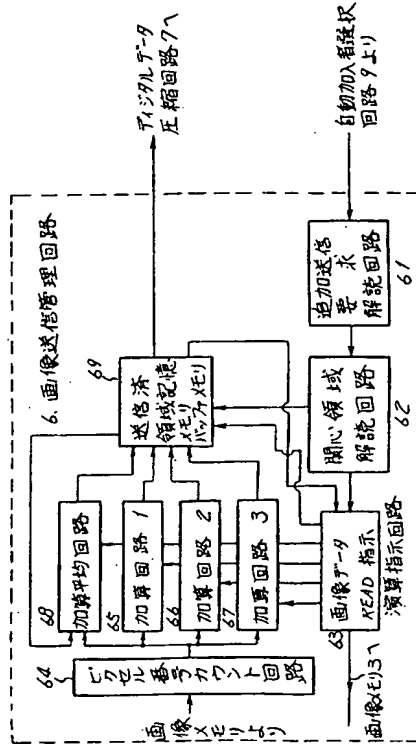 6. 画像送信管理回路
画像
メモリより
64
ピクセル番号カウント回路
68
加算平均回路
65
加算回路 1
66
加算回路 2
67
加算回路 3
69
送信済
領域記憶
メモリ
バッファメモリ
ディジタルデータ
圧縮回路7へ
63
画像データ
READ 指示
演算指示回路
画像メモリ3へ
関心領域
解読回路
62
追加送信
要求
解読回路
61
自動加入者選択
回路9より